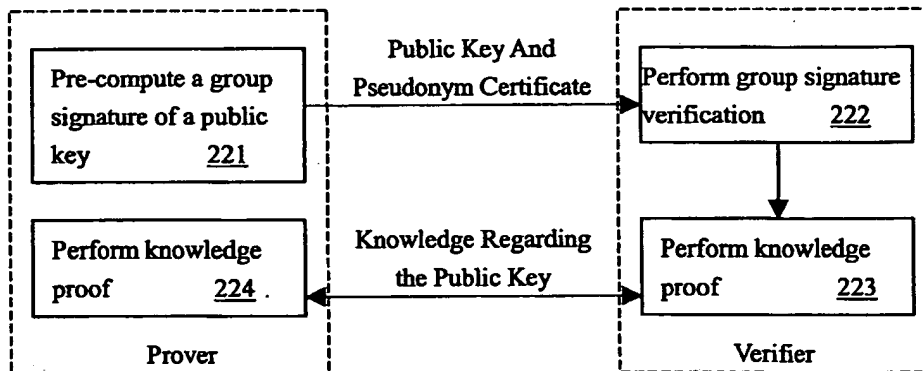 Pre-compute a group
signature of a public
key 221
Public Key And
Pseudonym Certificate
Perform group signature
verification 222
Perform knowledge
proof 224 .
Knowledge Regarding
the Public Key
Perform knowledge
proof 223
Prover
Verifier